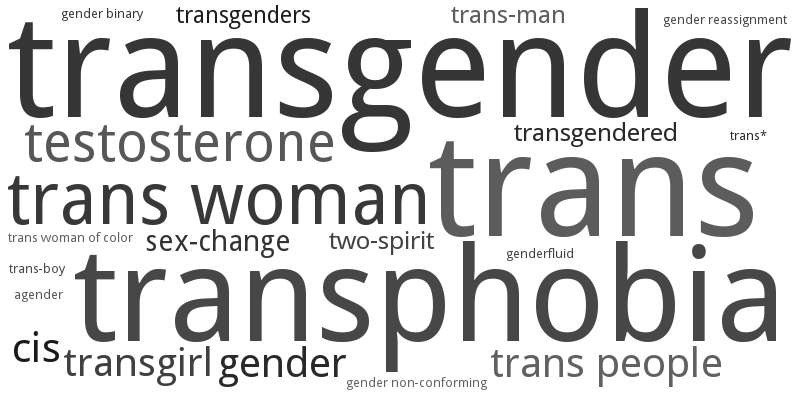 gender binary
transgenders
trans-man
gender reassignment
transgender
testosterone
transgendered
trans*
trans
trans woman
trans woman of color
sex-change
two-spirit
genderfluid
trans-boy
transphobia
agender
cis
transgirl
gender
trans people
gender non-conforming